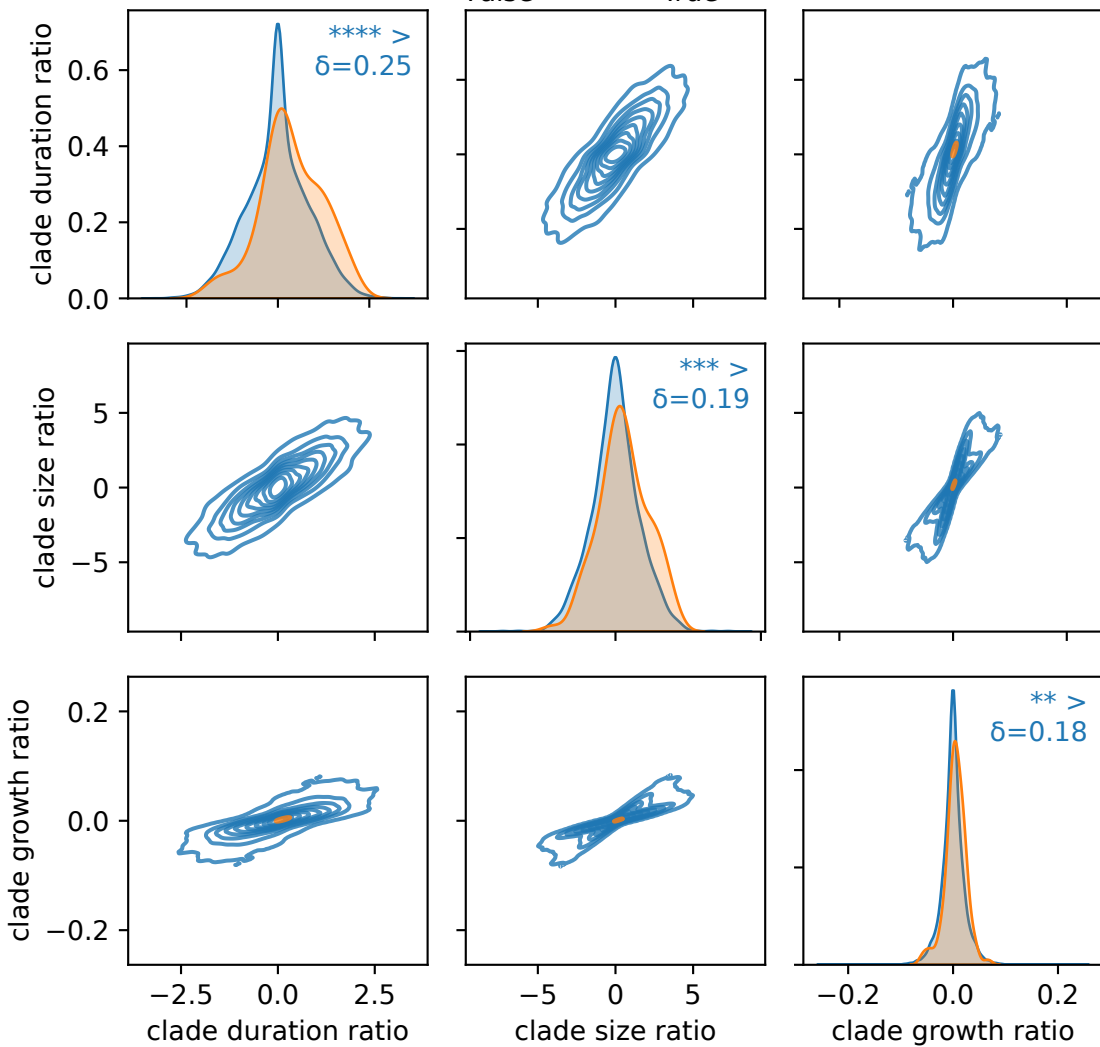 clade duration ratio
0.6
0.4
0.2
0.0
**** >
δ=0.25
clade size ratio
5
0
−5
*** >
δ=0.19
clade growth ratio
0.2
0.0
−0.2
** >
δ=0.18
−2.5 0.0 2.5
−5 0 5
−0.2 0.0 0.2
clade duration ratio
clade size ratio
clade growth ratio